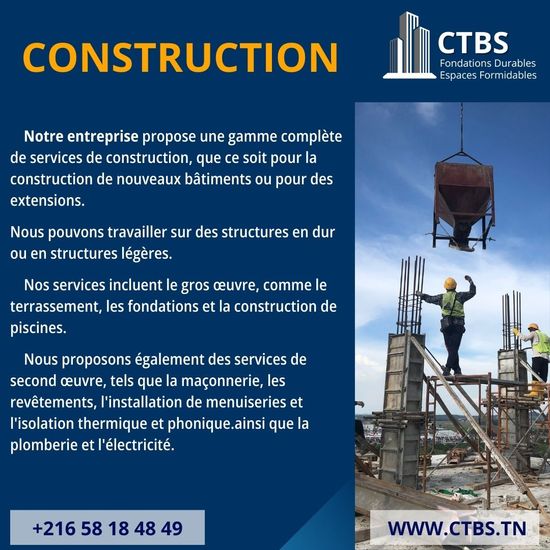 CONSTRUCTION
CTBS
Fondations Durables
Espaces Formidables
Notre entreprise propose une gamme complète
de services de construction, que ce soit pour la
construction de nouveaux bâtiments ou pour des
extensions.
Nous pouvons travailler sur des structures en dur
ou en structures légères.
Nos services incluent le gros œuvre, comme le
terrassement, les fondations et la construction de
piscines.
Nous proposons également des services de
second œuvre, tels que la maçonnerie, les
revêtements, l'installation de menuiseries et
l'isolation thermique et phonique.ainsi que la
plomberie et l'électricité.
+216 58 18 48 49
WWW.CTBS.TN